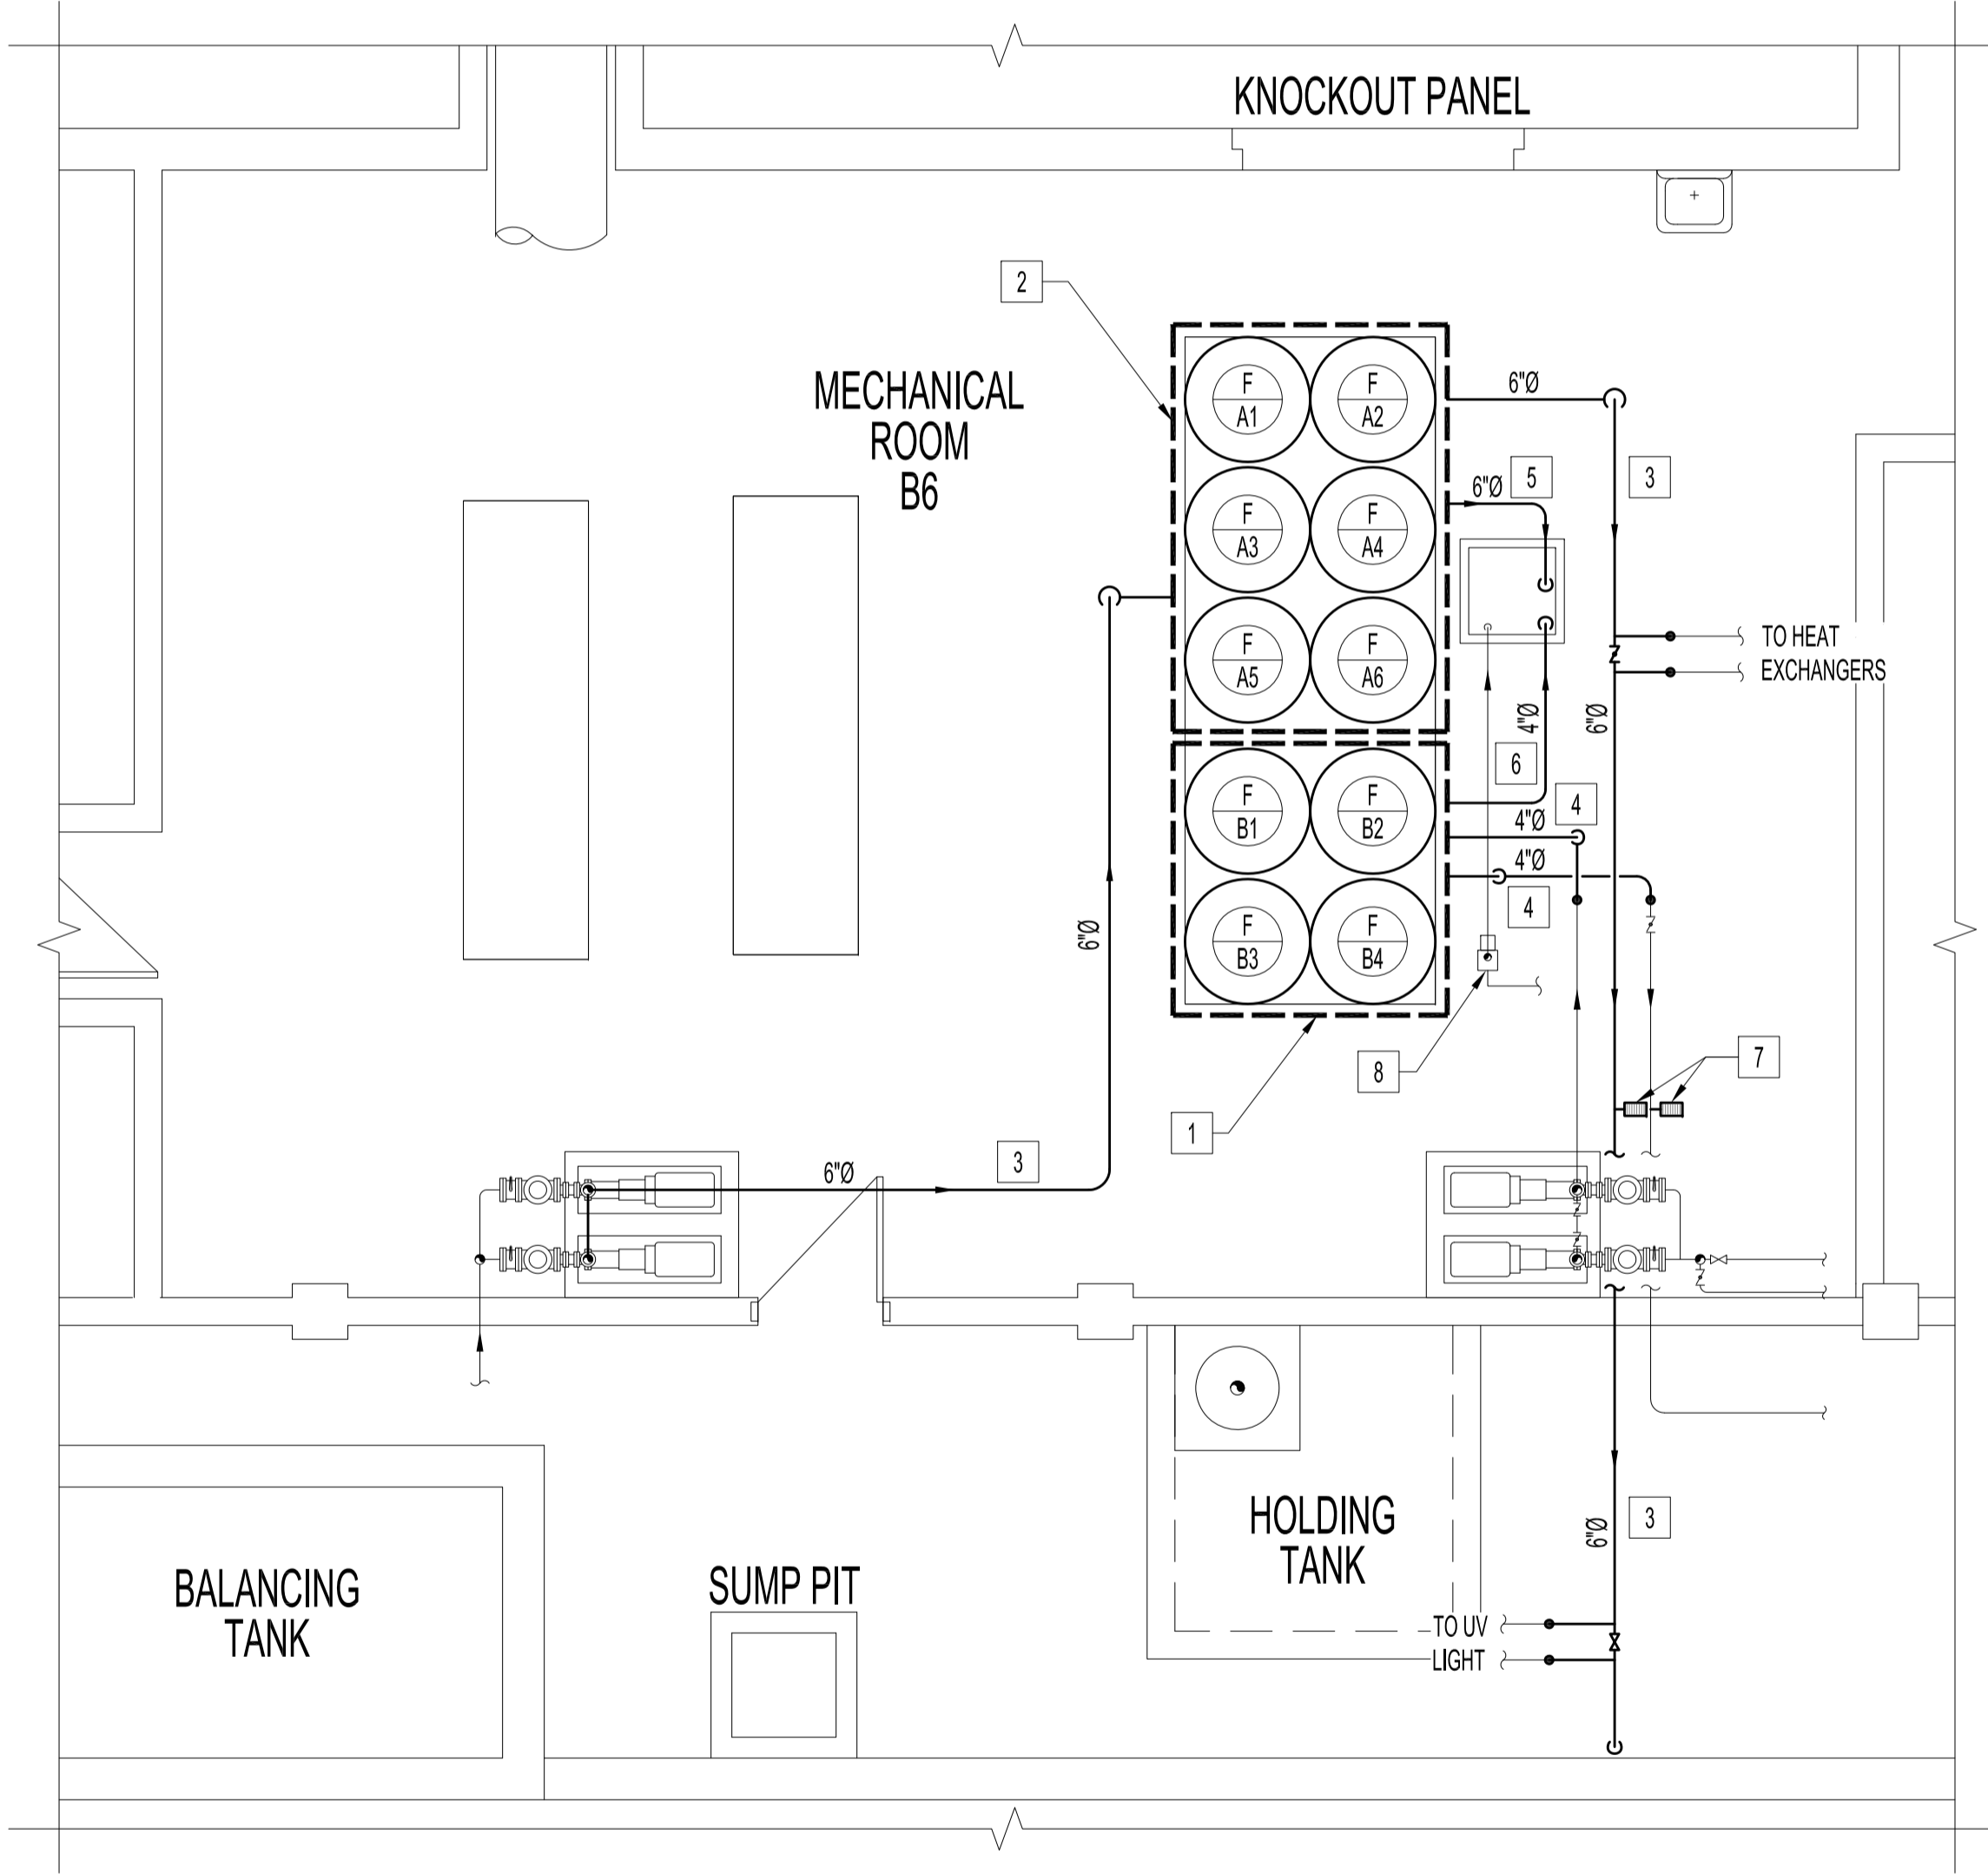 KNOCKOUT PANEL
2
MECHANICAL
ROOM
B6
F
A1
F
A2
6"Ø
F
A3
F
A4
6"Ø
5
3
F
A5
F
A6
TO HEAT
EXCHANGERS
4"Ø
6"Ø
6
F
B1
F
B2
4
4"Ø
4"Ø
4
F
B3
F
B4
6"Ø
8
7
1
6"Ø
3
6"Ø
3
HOLDING
TANK
BALANCING
TANK
SUMP PIT
TO UV
LIGHT